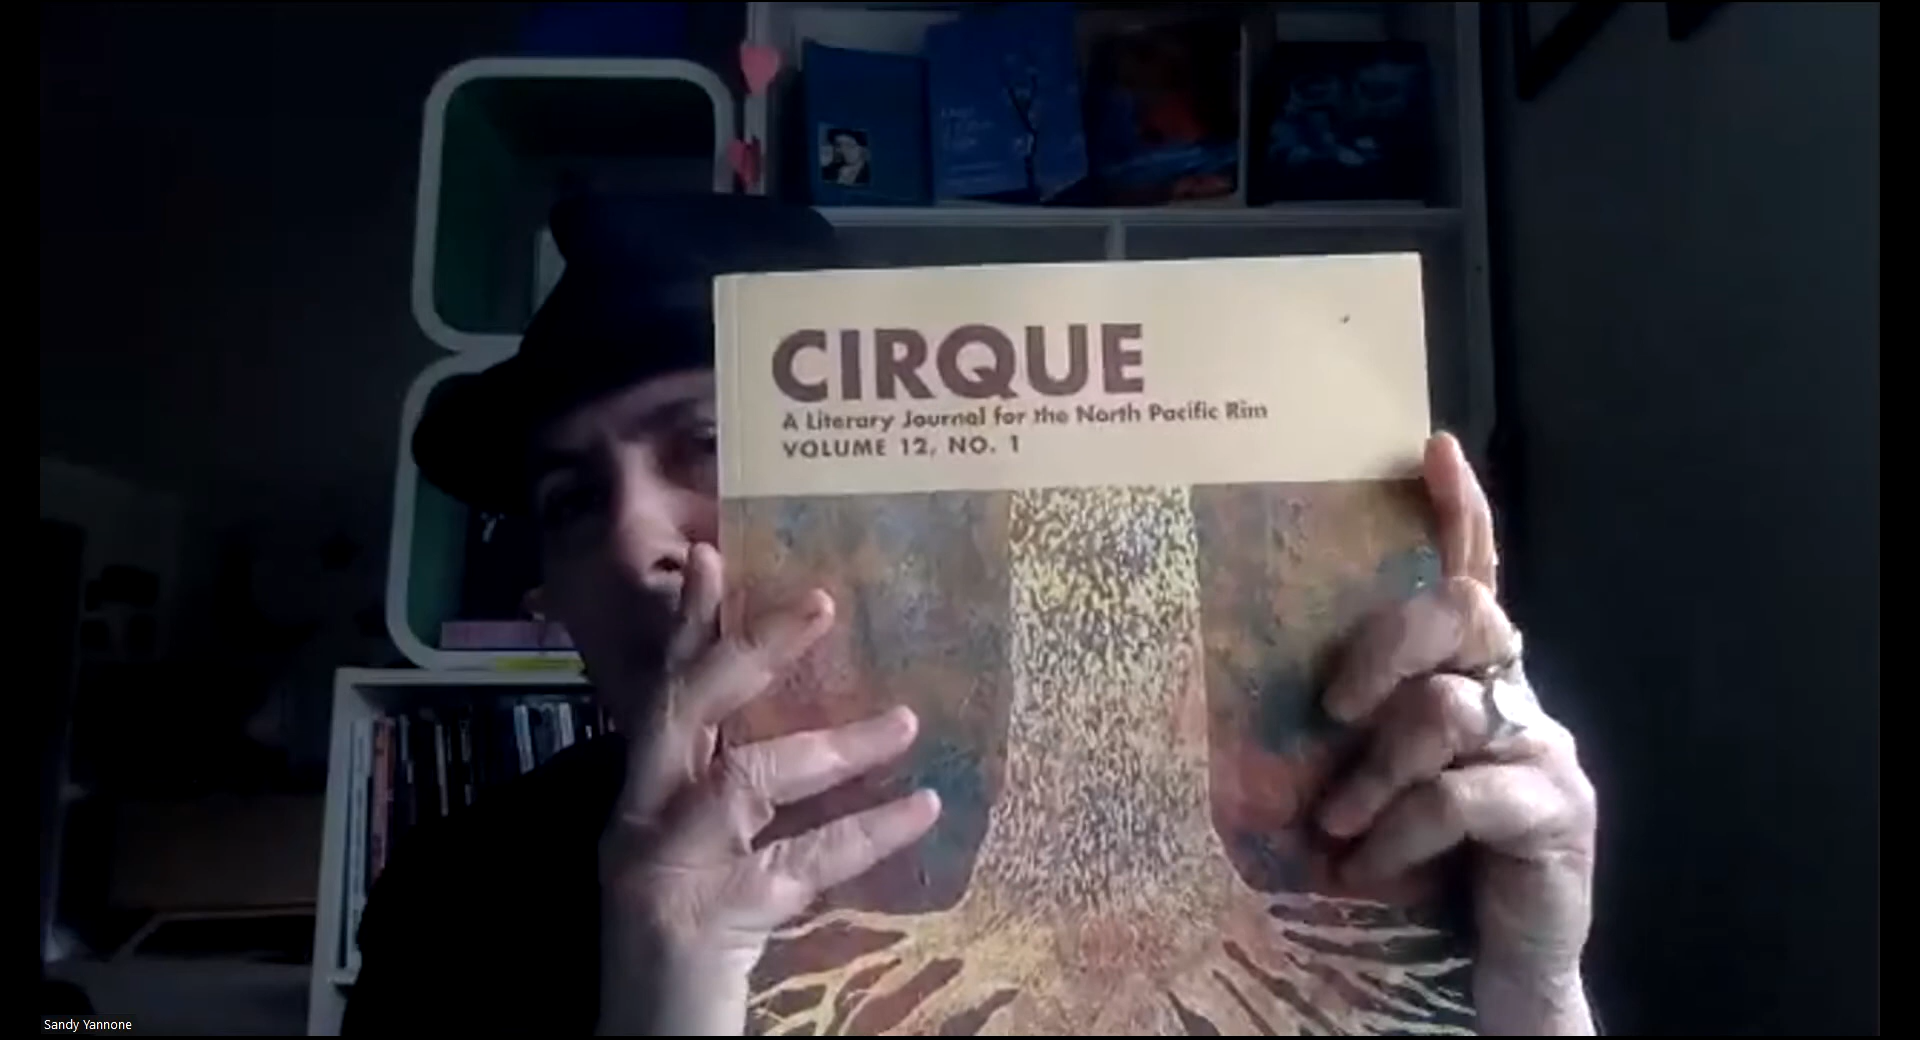 CIRQUE
A Literary Journal for the North Pacific Rim
VOLUME 12, NO. 1
Sandy Yannone